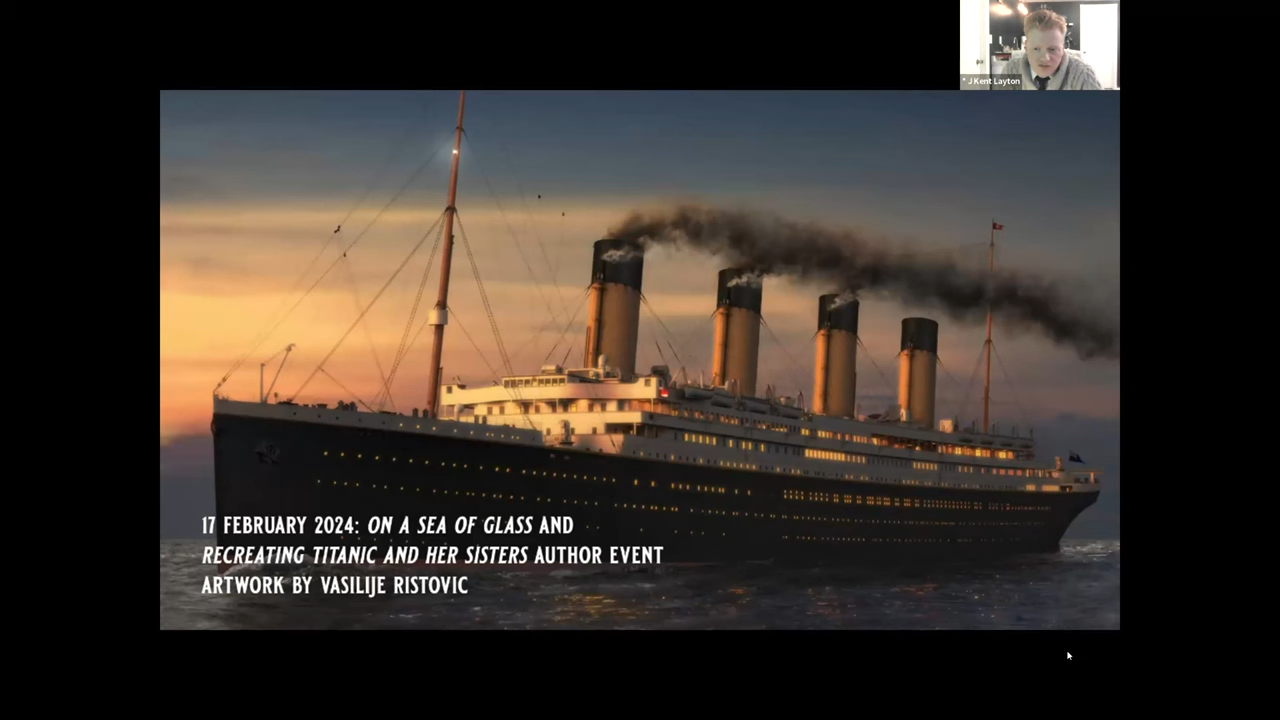 * J Kent Layton
17 FEBRUARY 2024: ON A SEA OF GLASS AND
RECREATING TITANIC AND HER SISTERS AUTHOR EVENT
ARTWORK BY VASILIJE RISTOVIC